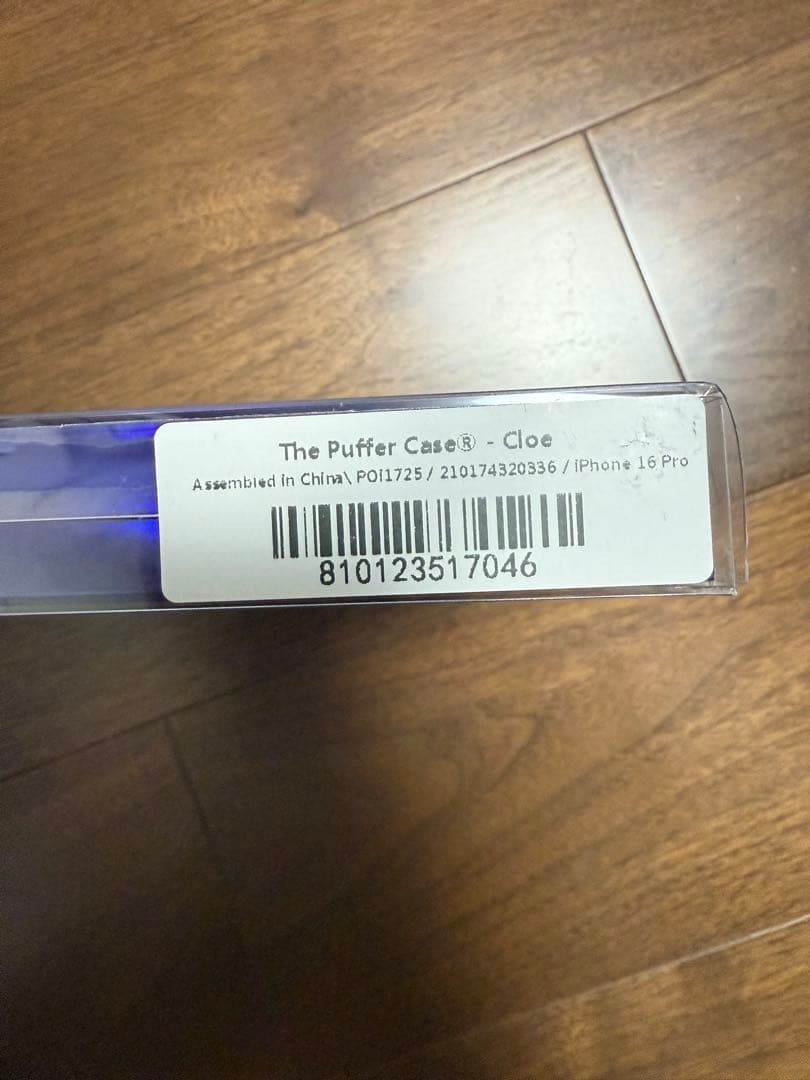 The Puffer Case® - Cloe
Assembled in China\ POi1725 / 210174320336 / iPhone 16 Pro
810123517046